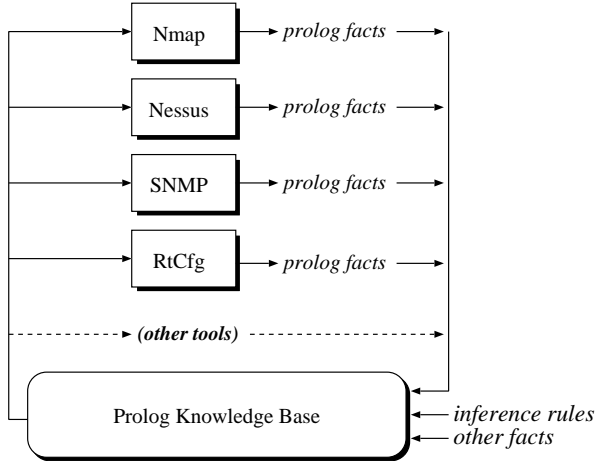 Nmap prolog facts
Nessus prolog facts
SNMP prolog facts
RtCfg prolog facts
(other tools)
Prolog Knowledge Base
inference rules
other facts